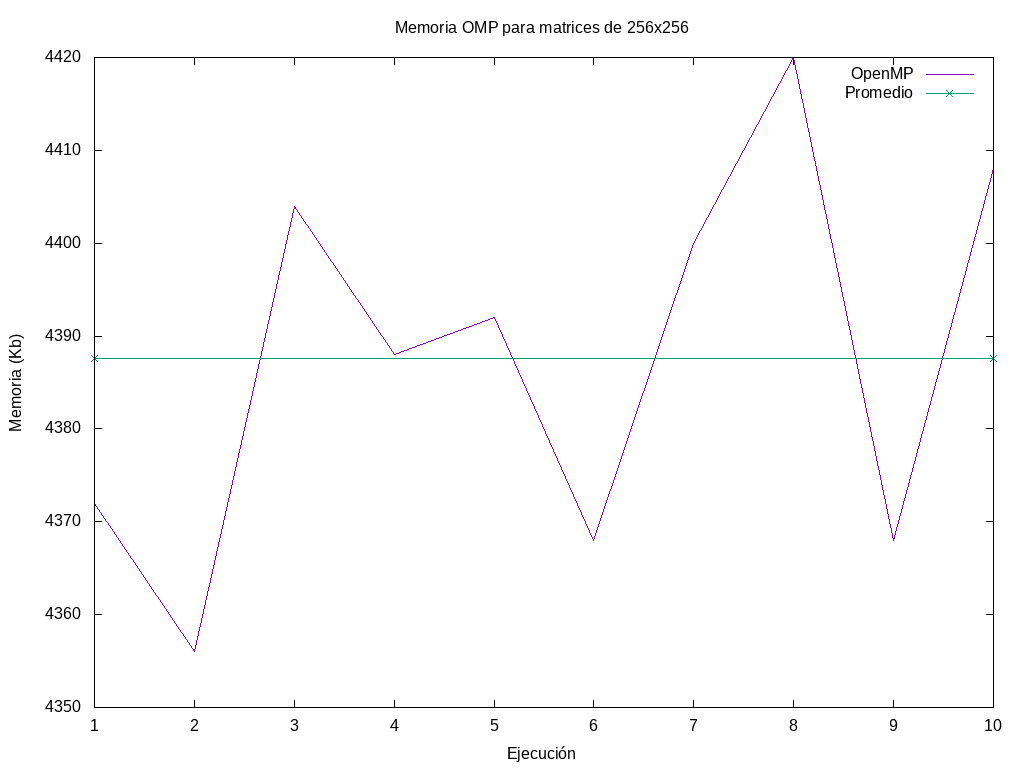 Memoria OMP para matrices de 256x256
OpenMP
Promedio
4420
4410
4400
4390
4380
4370
4360
4350
Memoria (Kb)
1 2 3 4 5 6 7 8 9 10
Ejecución